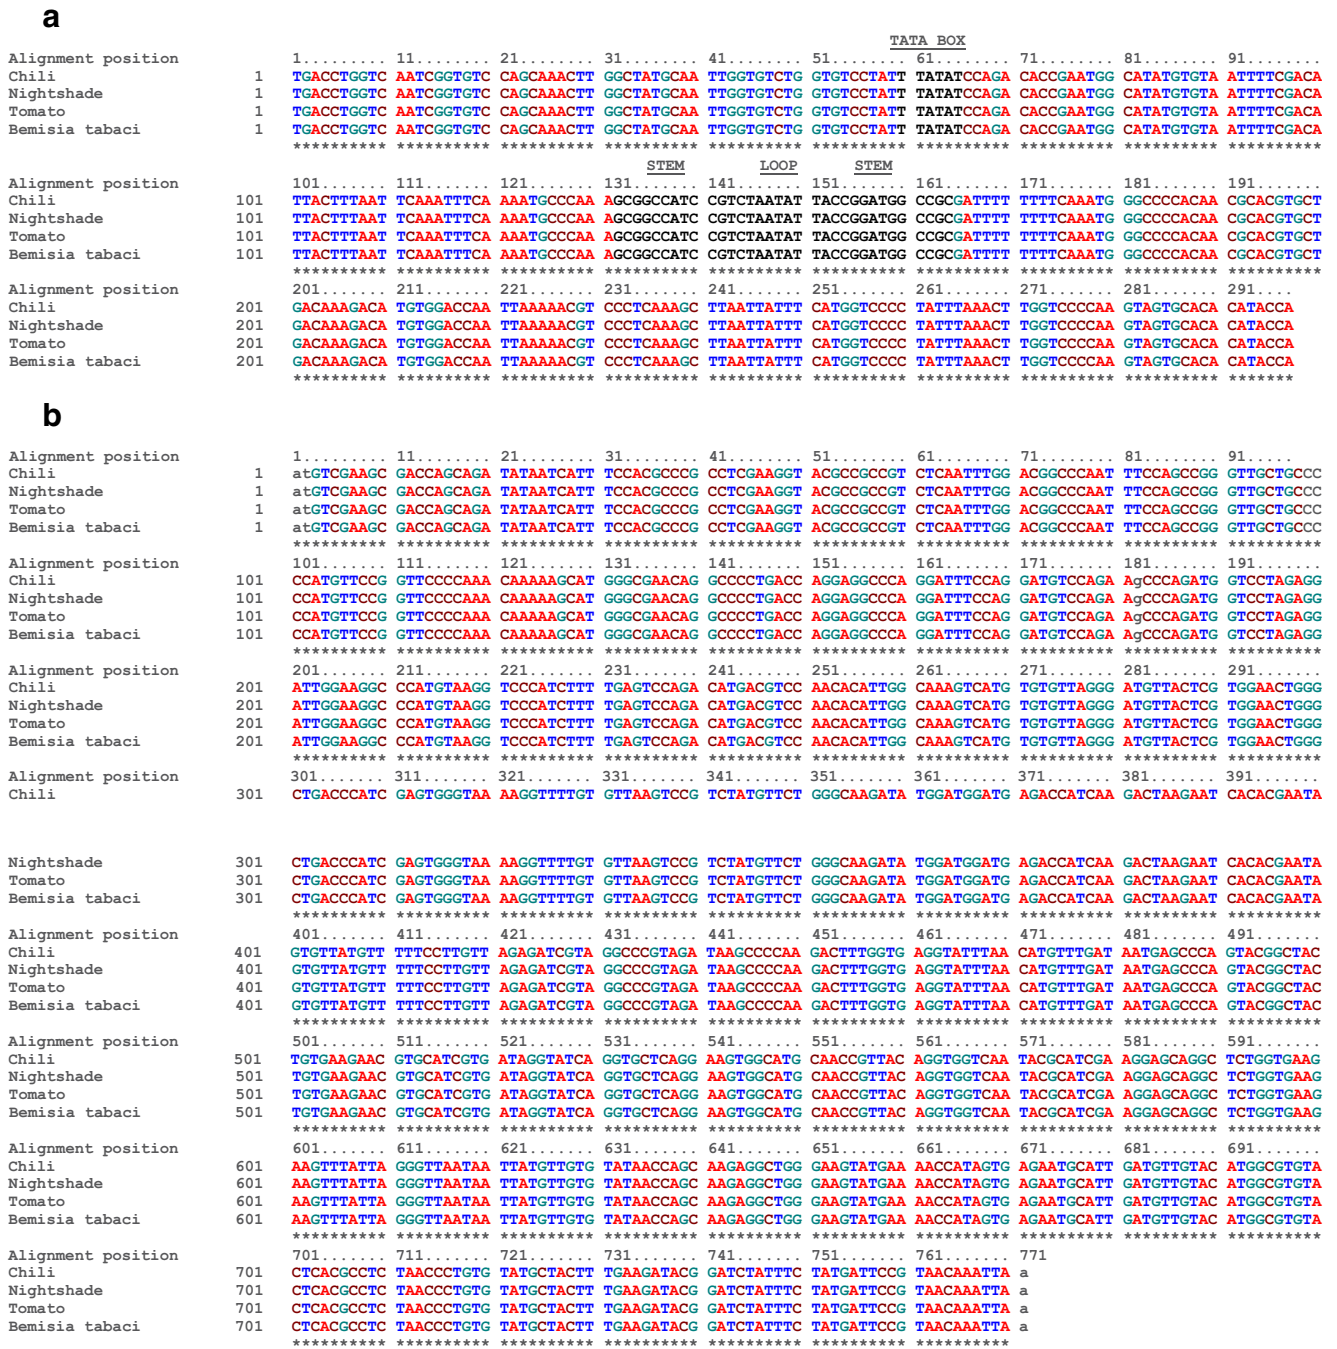 a
TATA BOX
Alignment position 1......... 11........ 21........ 31........ 41........ 51........ 61........ 71........ 81........ 91........
Chili 1 TGACCTGGTC AATCGGTGTC CAGCAAACTT GGCTATGCAA TTGGTGTCTG GTGTCCTATT TATATCCAGA CACCGAATGG CATATGTGTA ATTTTCGACA
Nightshade 1 TGACCTGGTC AATCGGTGTC CAGCAAACTT GGCTATGCAA TTGGTGTCTG GTGTCCTATT TATATCCAGA CACCGAATGG CATATGTGTA ATTTTCGACA
Tomato 1 TGACCTGGTC AATCGGTGTC CAGCAAACTT GGCTATGCAA TTGGTGTCTG GTGTCCTATT TATATCCAGA CACCGAATGG CATATGTGTA ATTTTCGACA
Bemisia tabaci 1 TGACCTGGTC AATCGGTGTC CAGCAAACTT GGCTATGCAA TTGGTGTCTG GTGTCCTATT TATATCCAGA CACCGAATGG CATATGTGTA ATTTTCGACA
********** ********** ********** ********** ********** ********** ********** ********** ********** **********
STEM LOOP STEM
Alignment position 101....... 111....... 121....... 131....... 141....... 151....... 161....... 171....... 181....... 191.......
Chili 101 TTACTTTAAT TCAAATTTCA AAATGCCCAA AGCGGCCATC CGTCTAATAT TACCGGATGG CCGCGATTTT TTTTCAAATG GGCCCCACAA CGCACGTGCT
Nightshade 101 TTACTTTAAT TCAAATTTCA AAATGCCCAA AGCGGCCATC CGTCTAATAT TACCGGATGG CCGCGATTTT TTTTCAAATG GGCCCCACAA CGCACGTGCT
Tomato 101 TTACTTTAAT TCAAATTTCA AAATGCCCAA AGCGGCCATC CGTCTAATAT TACCGGATGG CCGCGATTTT TTTTCAAATG GGCCCCACAA CGCACGTGCT
Bemisia tabaci 101 TTACTTTAAT TCAAATTTCA AAATGCCCAA AGCGGCCATC CGTCTAATAT TACCGGATGG CCGCGATTTT TTTTCAAATG GGCCCCACAA CGCACGTGCT
********** ********** ********** ********** ********** ********** ********** ********** ********** **********
Alignment position 201....... 211....... 221....... 231....... 241....... 251....... 261....... 271....... 281....... 291....
Chili 201 GACAAAGACA TGTGGACCAA TTAAAAACGT CCCTCAAAGC TTAATTATTT CATGGTCCCC TATTTAAACT TGGTCCCCAA GTAGTGCACA CATACCA
Nightshade 201 GACAAAGACA TGTGGACCAA TTAAAAACGT CCCTCAAAGC TTAATTATTT CATGGTCCCC TATTTAAACT TGGTCCCCAA GTAGTGCACA CATACCA
Tomato 201 GACAAAGACA TGTGGACCAA TTAAAAACGT CCCTCAAAGC TTAATTATTT CATGGTCCCC TATTTAAACT TGGTCCCCAA GTAGTGCACA CATACCA
Bemisia tabaci 201 GACAAAGACA TGTGGACCAA TTAAAAACGT CCCTCAAAGC TTAATTATTT CATGGTCCCC TATTTAAACT TGGTCCCCAA GTAGTGCACA CATACCA
********** ********** ********** ********** ********** ********** ********** ********** ********** *******
b
Alignment position 1......... 11........ 21........ 31........ 41........ 51........ 61........ 71........ 81........ 91.....
Chili 1 atGTCGAAGC GACCAGCAGA TATAATCATT TCCACGCCCG CCTCGAAGGT ACGCCGCCGT CTCAATTTGG ACGGCCCAATT TTCCAGCCGGG GTTGCTGCCC
Nightshade 1 atGTCGAAGC GACCAGCAGA TATAATCATT TCCACGCCCG CCTCGAAGGT ACGCCGCCGT CTCAATTTGG ACGGCCCAAT TTCCAGCCGG GTTGCTGCCC
Tomato 1 atGTCGAAGC GACCAGCAGA TATAATCATT TCCACGCCCG CCTCGAAGGT ACGCCGCCGT CTCAATTTGG ACGGCCCAAT TTCCAGCCGG GTTGCTGCCC
Bemisia tabaci 1 atGTCGAAGC GACCAGCAGA TATAATCATT TCCACGCCCG CCTCGAAGGT ACGCCGCCGT CTCAATTTGG ACGGCCCAAT TTCCAGCCGG GTTGCTGCCC
********** ********** ********** ********** ********** ********** ********** ********** ********** **********
Alignment position 101....... 111....... 121....... 131....... 141....... 151....... 161....... 171....... 181....... 191.......
Chili 101 CCATGTTCCG GTTCCCCAAA CAAAAAGCAT GGGCGAACAG GCCCCTGACC AGGAGGCCCA GGATTTCCAG GATGTCCAGA AgCCCAGATGG TCCTAGAGG
Nightshade 101 CCATGTTCCG GTTCCCCAAA CAAAAAGCAT GGGCGAACAG GCCCCTGACC AGGAGGCCCA GGATTTCCAG GATGTCCAGAA gCCCAGATGG TCCTAGAGG
Tomato 101 CCATGTTCCG GTTCCCCAAA CAAAAAGCAT GGGCGAACAG GCCCCTGACC AGGAGGCCCA GGATTTCCAG GATGTCCAGAA gCCCAGATGG TCCTAGAGG
Bemisia tabaci 101 CCATGTTCCG GTTCCCCAAA CAAAAAGCAT GGGCGAACAG GCCCCTGACC AGGAGGCCCA GGATTTCCAG GATGTCCAGAA gCCCAGATGG TCCTAGAGG
********** ********** ********** ********** ********** ********** ********** ********** ********** **********
Alignment position 201....... 211....... 221....... 231....... 241....... 251....... 261....... 271....... 281....... 291.......
Chili 201 ATTGGAAGGC CCATGTAAGG TCCCATCTTT TGAGTCCAGA CATGACGTCC AACACATTGG CAAAGTCATG TGTGTTAGGG ATGTTACTCG TGGAACTGGG
Nightshade 201 ATTGGAAGGC CCATGTAAGG TCCCATCTTT TGAGTCCAGA CATGACGTCC AACACATTGG CAAAGTCATG TGTGTTAGGG ATGTTACTCG TGGAACTGGG
Tomato 201 ATTGGAAGGC CCATGTAAGG TCCCATCTTT TGAGTCCAGA CATGACGTCC AACACATTGG CAAAGTCATG TGTGTTAGGG ATGTTACTCG TGGAACTGGG
Bemisia tabaci 201 ATTGGAAGGC CCATGTAAGG TCCCATCTTT TGAGTCCAGA CATGACGTCC AACACATTGG CAAAGTCATG TGTGTTAGGG ATGTTACTCG TGGAACTGGG
********** ********** ********** ********** ********** ********** ********** ********** ********** **********
Alignment position 301....... 311....... 321....... 331....... 341....... 351....... 361....... 371....... 381....... 391.......
Chili 301 CTGACCCATC GAGTGGGTAA AAGGTTTTGT GTTAAGTCCG TCTATGTTCT GGGCAAGATA TGGATGGATG AGACCATCAA GACTAAGAAT CACACGAATA
Nightshade 301 CTGACCCATC GAGTGGGTAA AAGGTTTTGT GTTAAGTCCG TCTATGTTCT GGGCAAGATA TGGATGGATG AGACCATCAA GACTAAGAAT CACACGAATA
Tomato 301 CTGACCCATC GAGTGGGTAA AAGGTTTTGT GTTAAGTCCG TCTATGTTCT GGGCAAGATA TGGATGGATG AGACCATCAA GACTAAGAAT CACACGAATA
Bemisia tabaci 301 CTGACCCATC GAGTGGGTAA AAGGTTTTGT GTTAAGTCCG TCTATGTTCT GGGCAAGATA TGGATGGATG AGACCATCAA GACTAAGAAT CACACGAATA
********** ********** ********** ********** ********** ********** ********** ********** ********** **********
Alignment position 401....... 411....... 421....... 431....... 441....... 451....... 461....... 471....... 481....... 491.......
Chili 401 GTGTTATGTT TTTCCTTGTT AGAGATCGTA GGCCCGTAGA TAAGCCCCAA GACTTTGGTG AGGTATTTAA CATGTTTGAT AATGAGCCCA GTACGGCTAC
Nightshade 401 GTGTTATGTT TTTCCTTGTT AGAGATCGTA GGCCCGTAGA TAAGCCCCAA GACTTTGGTG AGGTATTTAA CATGTTTGAT AATGAGCCCA GTACGGCTAC
Tomato 401 GTGTTATGTT TTTCCTTGTT AGAGATCGTA GGCCCGTAGA TAAGCCCCAA GACTTTGGTG AGGTATTTAA CATGTTTGAT AATGAGCCCA GTACGGCTAC
Bemisia tabaci 401 GTGTTATGTT TTTCCTTGTT AGAGATCGTA GGCCCGTAGA TAAGCCCCAA GACTTTGGTG AGGTATTTAA CATGTTTGAT AATGAGCCCA GTACGGCTAC
********** ********** ********** ********** ********** ********** ********** ********** ********** **********
Alignment position 501....... 511....... 521....... 531....... 541....... 551....... 561....... 571....... 581....... 591.......
Chili 501 TGTGAAGAAC GTGCATCGTG ATAGGTATCA GGTGCTCAGG AAGTGGCATG CAACCGTTAC AGGTGGTCAA TACGCATCGA AGGAGCAGGC TCTGGTGAAG
Nightshade 501 TGTGAAGAAC GTGCATCGTG ATAGGTATCA GGTGCTCAGG AAGTGGCATG CAACCGTTAC AGGTGGTCAA TACGCATCGA AGGAGCAGGC TCTGGTGAAG
Tomato 501 TGTGAAGAAC GTGCATCGTG ATAGGTATCA GGTGCTCAGG AAGTGGCATG CAACCGTTAC AGGTGGTCAA TACGCATCGA AGGAGCAGGC TCTGGTGAAG
Bemisia tabaci 501 TGTGAAGAAC GTGCATCGTG ATAGGTATCA GGTGCTCAGG AAGTGGCATG CAACCGTTAC AGGTGGTCAA TACGCATCGA AGGAGCAGGC TCTGGTGAAG
********** ********** ********** ********** ********** ********** ********** ********** ********** **********
Alignment position 601....... 611....... 621....... 631....... 641....... 651....... 661....... 671....... 681....... 691.......
Chili 601 AAGTTTATTA GGGTTAATAA TTATGTTGTG TATAACCAGC AAGAGGCTGG GAAGTATGAA AACCATAGTG AGAATGCATT GATGTTGTAC ATGGCGTGTA
Nightshade 601 AAGTTTATTA GGGTTAATAA TTATGTTGTG TATAACCAGC AAGAGGCTGG GAAGTATGAA AACCATAGTG AGAATGCATT GATGTTGTAC ATGGCGTGTA
Tomato 601 AAGTTTATTA GGGTTAATAA TTATGTTGTG TATAACCAGC AAGAGGCTGG GAAGTATGAA AACCATAGTG AGAATGCATT GATGTTGTAC ATGGCGTGTA
Bemisia tabaci 601 AAGTTTATTA GGGTTAATAA TTATGTTGTG TATAACCAGC AAGAGGCTGG GAAGTATGAA AACCATAGTG AGAATGCATT GATGTTGTAC ATGGCGTGTA
********** ********** ********** ********** ********** ********** ********** ********** ********** **********
Alignment position 701....... 711....... 721....... 731....... 741....... 751....... 761....... 771
Chili 701 CTCACGCCTC TAACCCTGTG TATGCTACTT TGAAGATACG GATCTATTTC TATGATTCCG TAACAAATTA a
Nightshade 701 CTCACGCCTC TAACCCTGTG TATGCTACTT TGAAGATACG GATCTATTTC TATGATTCCG TAACAAATTA a
Tomato 701 CTCACGCCTC TAACCCTGTG TATGCTACTT TGAAGATACG GATCTATTTC TATGATTCCG TAACAAATTA a
Bemisia tabaci 701 CTCACGCCTC TAACCCTGTG TATGCTACTT TGAAGATACG GATCTATTTC TATGATTCCG TAACAAATTA a
********** ********** ********** ********** ********** ********** **********